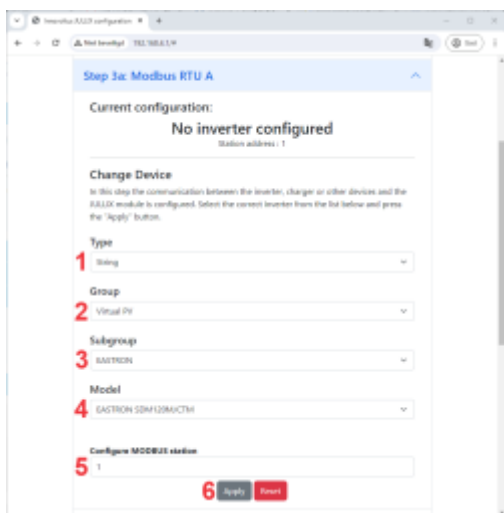 configuration
Step 3a: Modbus RTU A
Current configuration:
No inverter configured
Station address: 1
Change Device
In this step the communication between the inverter, charger or other devices and the
module is configured. Select the correct inverter from the list below and press
the "Apply" button.
Type
1 String
Group
2 Virtual PV
Subgroup
3 EASTRON
Model
4 EASTRON
Configure MODBUS station
5 1
6 Apply Reset